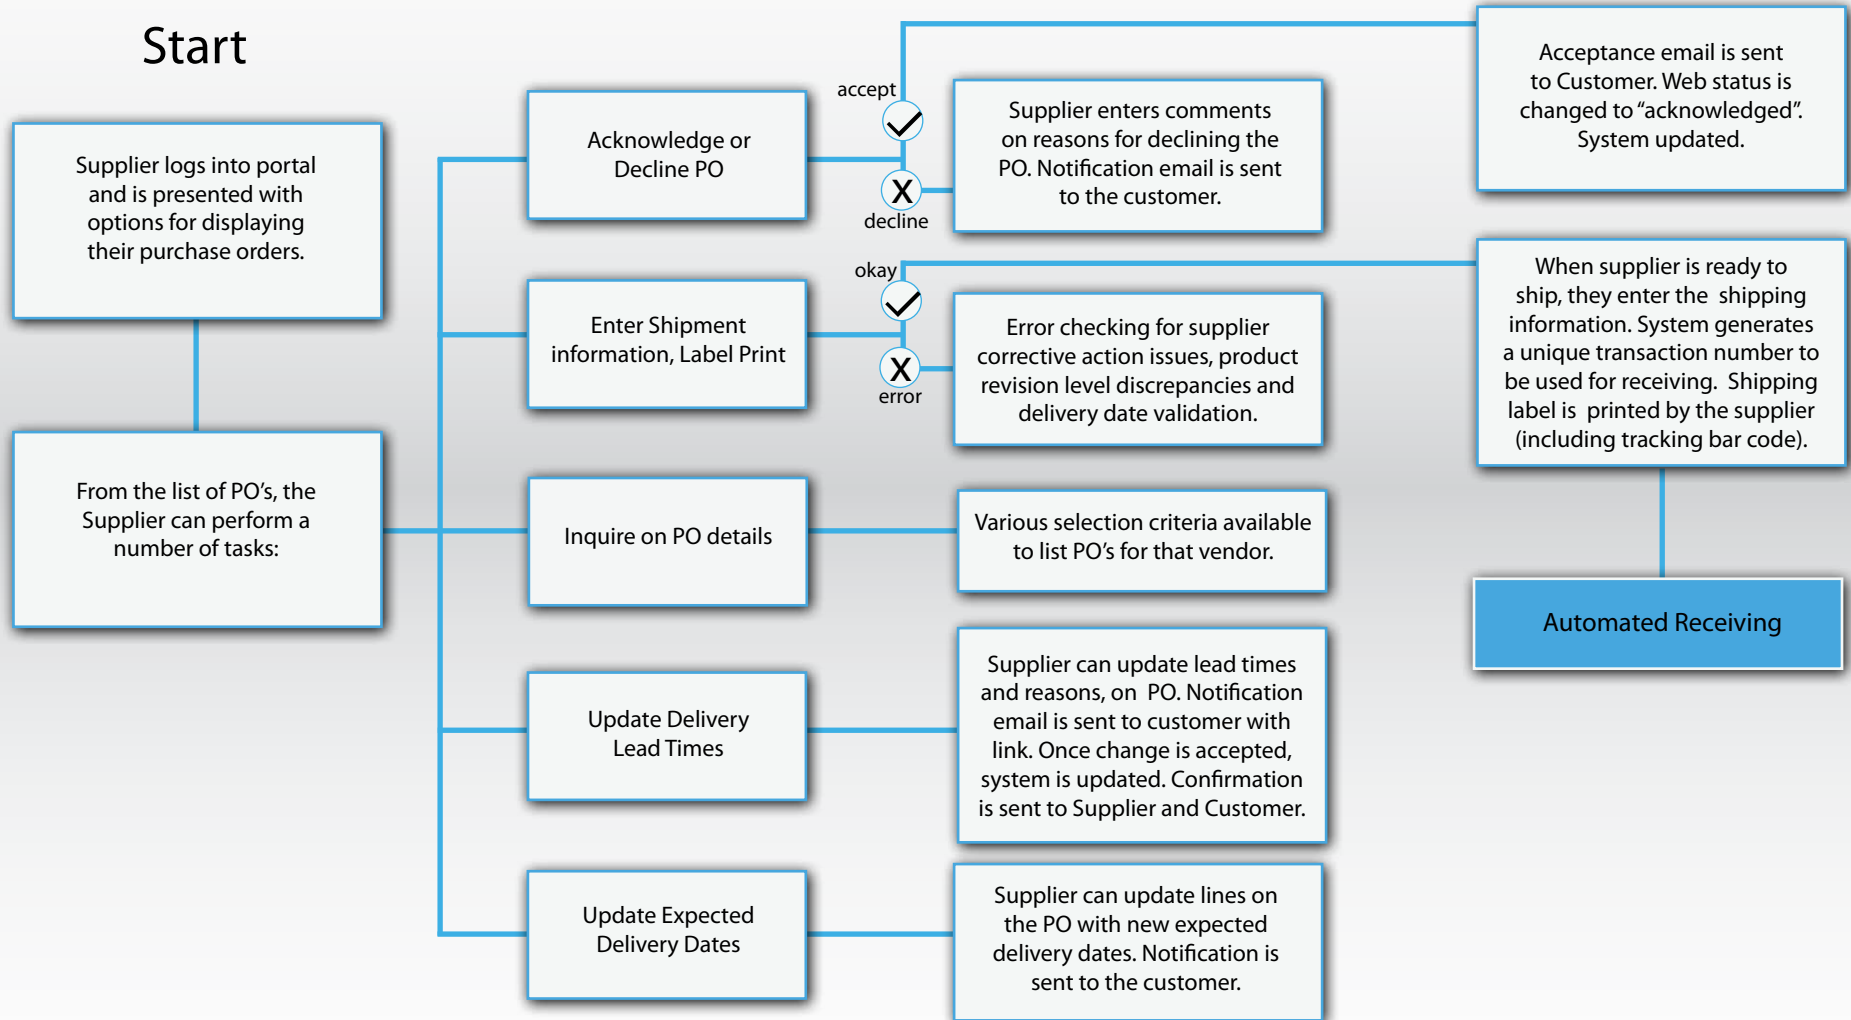 Start
Supplier logs into portal
and is presented with
options for displaying
their purchase orders.
From the list of PO's, the
Supplier can perform a
number of tasks:
Acknowledge or
Decline PO
accept
X
decline
Supplier enters comments
on reasons for declining the
PO. Notification email is sent
to the customer.
Acceptance email is sent
to Customer. Web status is
changed to “acknowledged”.
System updated.
Enter Shipment
information, Label Print
okay
X
error
Error checking for supplier
corrective action issues, product
revision level discrepancies and
delivery date validation.
When supplier is ready to
ship, they enter the shipping
information. System generates
a unique transaction number to
be used for receiving. Shipping
label is printed by the supplier
(including tracking bar code).
Automated Receiving
Inquire on PO details
Various selection criteria available
to list PO's for that vendor.
Update Delivery
Lead Times
Supplier can update lead times
and reasons, on PO. Notification
email is sent to customer with
link. Once change is accepted,
system is updated. Confirmation
is sent to Supplier and Customer.
Update Expected
Delivery Dates
Supplier can update lines on
the PO with new expected
delivery dates. Notification is
sent to the customer.